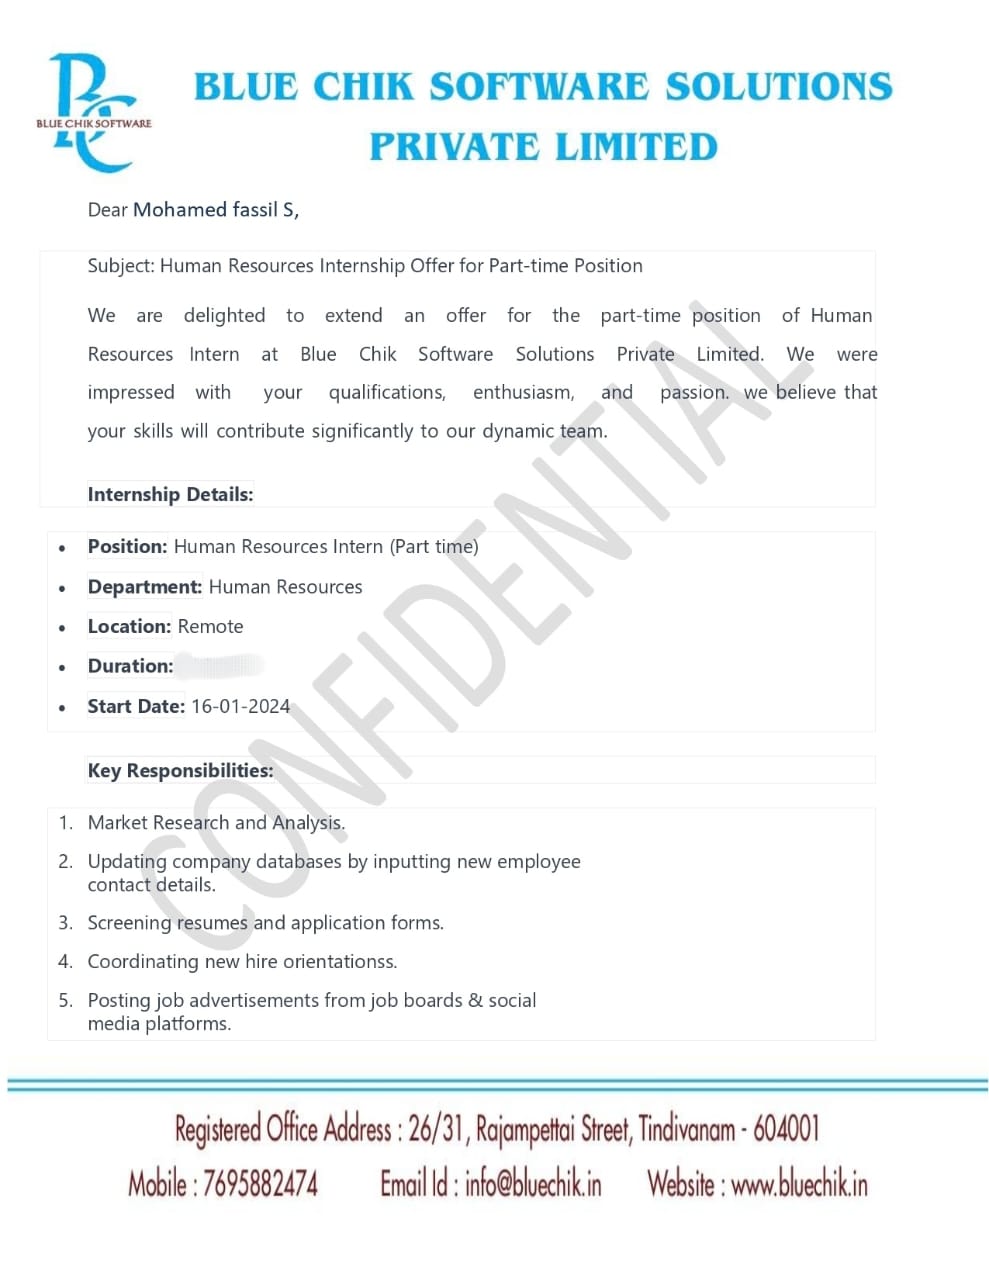 BLUE CHIK SOFTWARE
BLUE CHIK SOFTWARE SOLUTIONS
PRIVATE LIMITED
Dear Mohamed fassil S,
Subject: Human Resources Internship Offer for Part-time Position
We are delighted to extend an offer for the part-time position of Human
Resources Intern at Blue Chik Software Solutions Private Limited. We were
impressed with your qualifications, enthusiasm, and passion. we believe that
your skills will contribute significantly to our dynamic team.
Internship Details:
• Position: Human Resources Intern (Part time)
• Department: Human Resources
• Location: Remote
• Duration:
• Start Date: 16-01-2024
Key Responsibilities:
1. Market Research and Analysis.
2. Updating company databases by inputting new employee
contact details.
3. Screening resumes and application forms.
4. Coordinating new hire orientationss.
5. Posting job advertisements from job boards & social
media platforms.
CONFIDENTIAL
Registered Office Address : 26/31, Rajampettai Street, Tindivanam - 604001
Mobile : 7695882474 Email Id : info@bluechik.in Website : www.bluechik.in